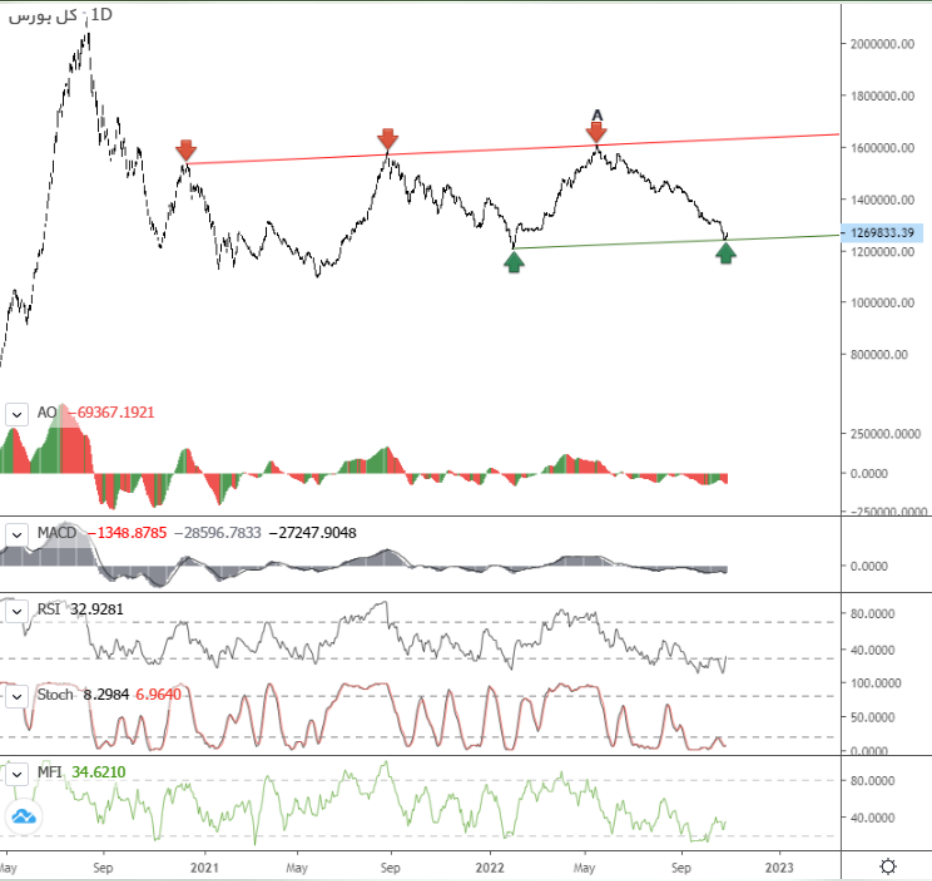 کل بورس · 1D
2000000.00
1800000.00
A
1600000.00
1400000.00
1269833.39
1200000.00
1000000.00
800000.00
AO −69367.1921
250000.0000
0.0000
−250000.0000
MACD −1348.8785 −28596.7833 −27247.9048
0.0000
RSI 32.9281
80.0000
40.0000
Stoch 8.2984 6.9640
100.0000
50.0000
0.0000
MFI 34.6210
80.0000
40.0000
May Sep 2021 May Sep 2022 May Sep 2023